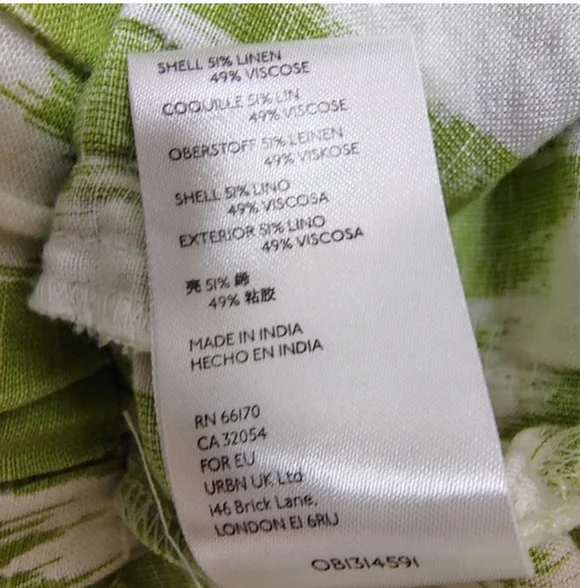 SHELL 51% LINEN
49% VISCOSE
COQUILLE 51% LIN
49% VISCOSE
OBERSTOFF 51% LEINEN
49% VISKOSE
SHELL 51% LINO
49% VISCOSA
EXTERIOR 51% LINO
49% VISCOSA
51%
49% 粘胶
MADE IN INDIA
HECHO EN INDIA
RN 66170
CA 32054
FOR EU
URBN UK Ltd
146 Brick Lane,
LONDON E1 6RU
OB1314591